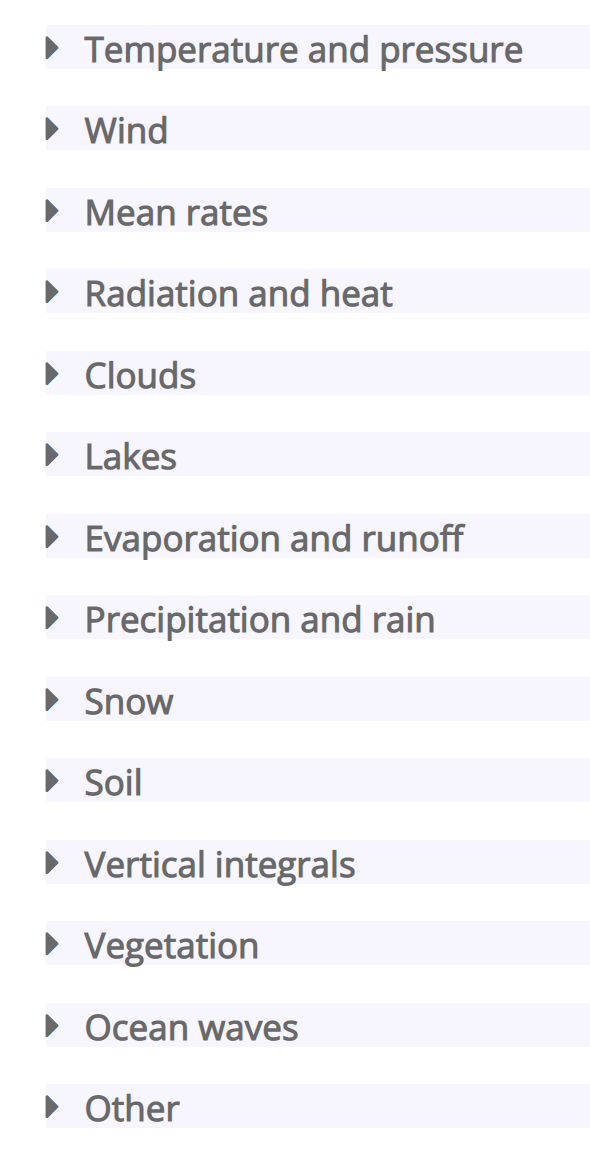 Temperature and pressure
Wind
Mean rates
Radiation and heat
Clouds
Lakes
Evaporation and runoff
Precipitation and rain
Snow
Soil
Vertical integrals
Vegetation
Ocean waves
Other